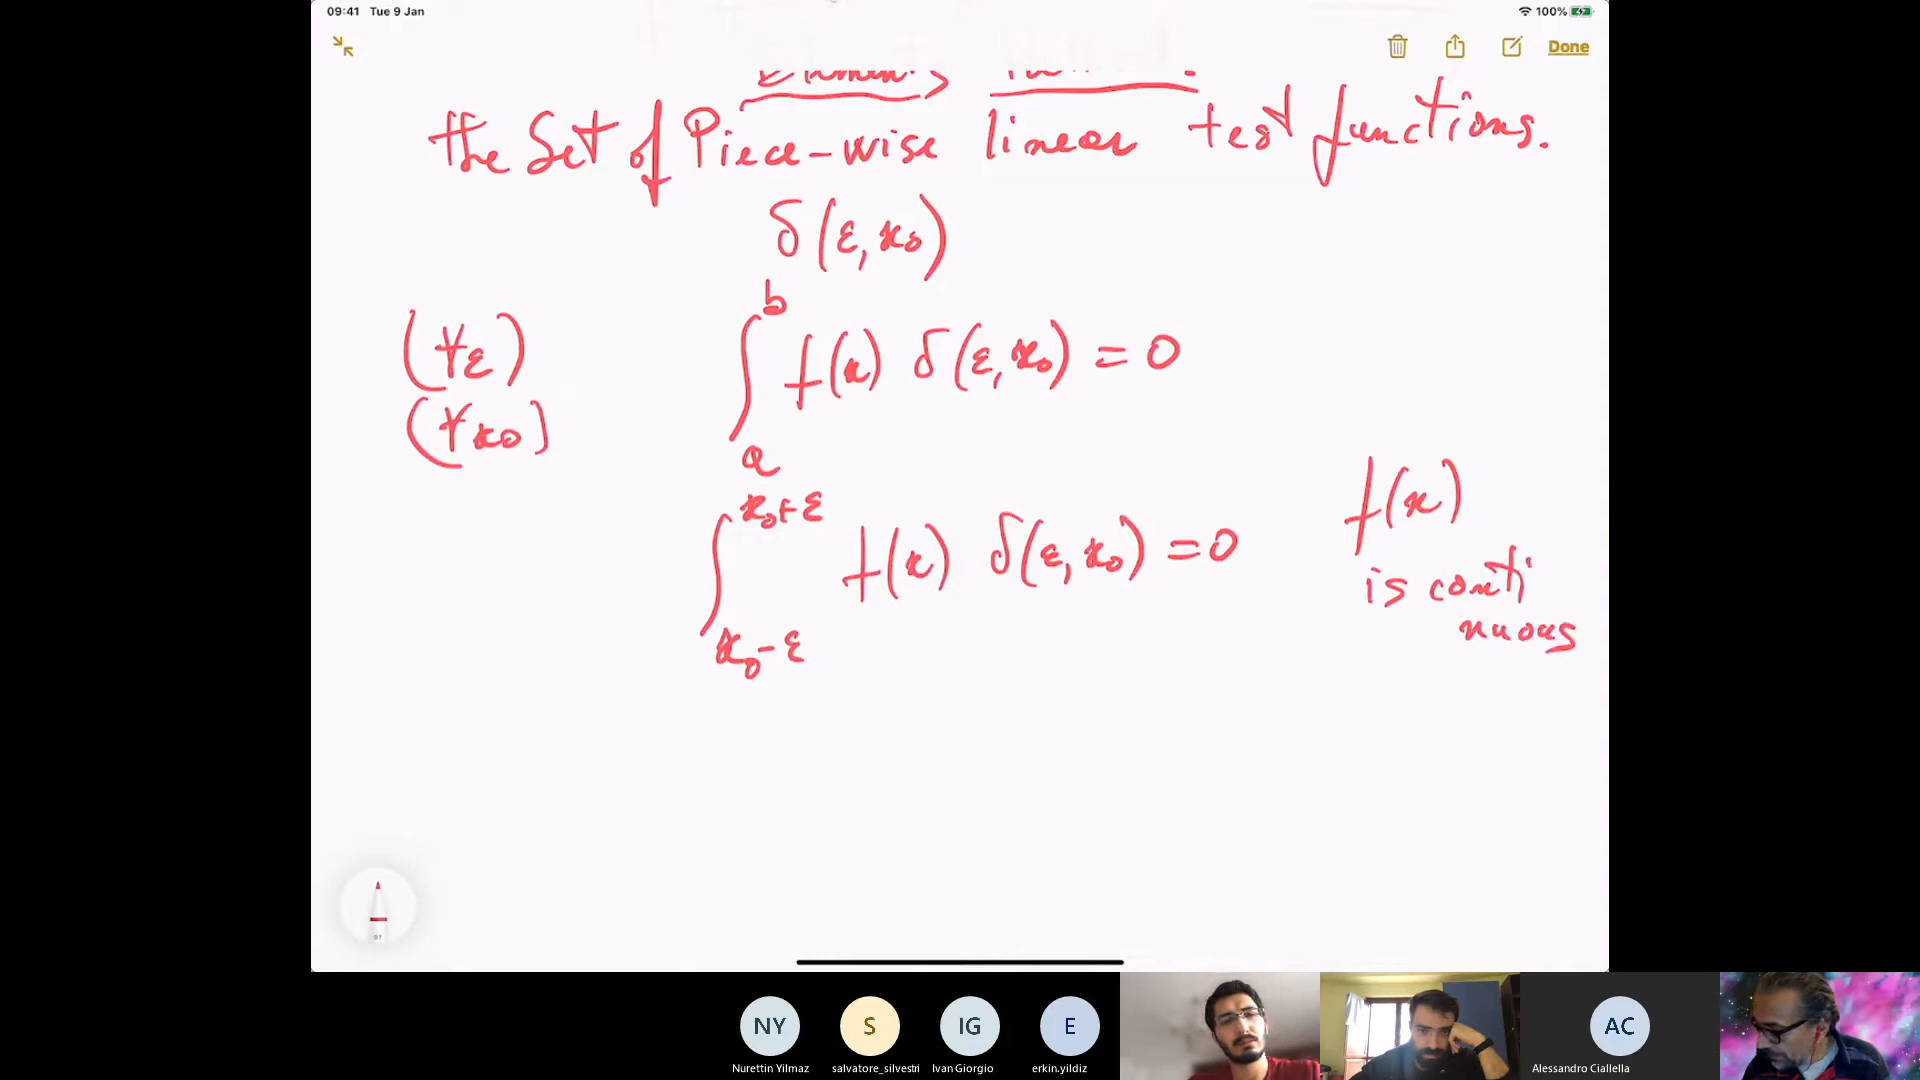 09:41 Tue 9 Jan
100%
Done
the Set of Piece-wise linear test functions.
δ(ε,x₀)
(∀ε)
(∀x₀)
∫ₐᵇ f(x) δ(ε,x₀) = 0
∫_{x₀-ε}^{x₀+ε} f(x) δ(ε,x₀) = 0
f(x)
is conti
nuous
97
NY
S
IG
E
AC
Nurettin Yilmaz
salvatore_silvestri
Ivan Giorgio
erkin.yildiz
Alessandro Ciallella